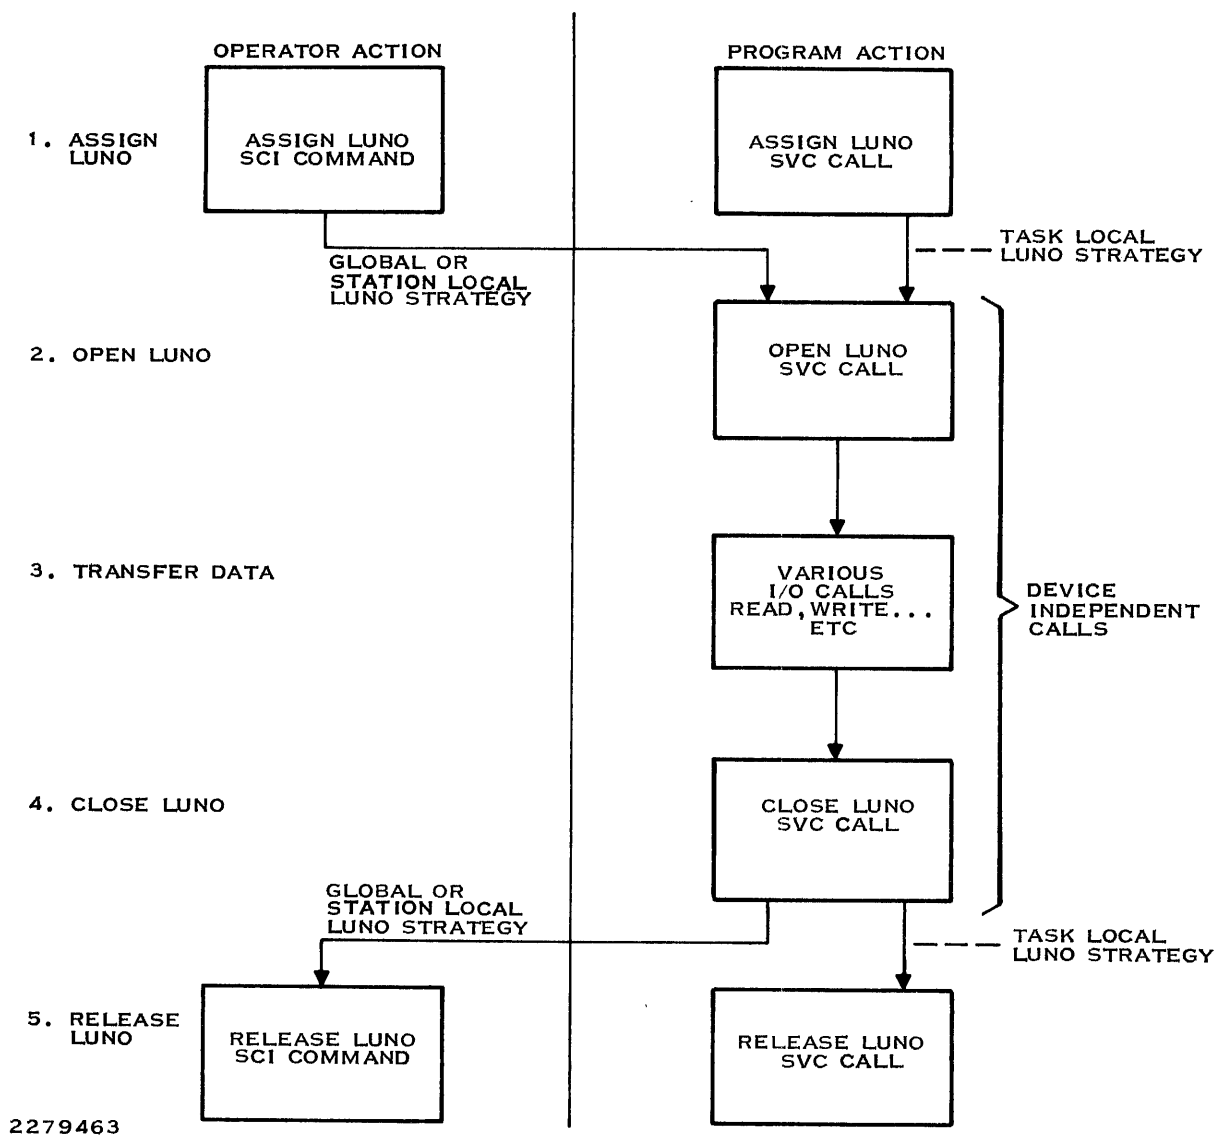 OPERATOR ACTION
PROGRAM ACTION
1. ASSIGN
LUNO
ASSIGN LUNO
SCI COMMAND
ASSIGN LUNO
SVC CALL
GLOBAL OR
STATION LOCAL
LUNO STRATEGY
TASK LOCAL
LUNO STRATEGY
2. OPEN LUNO
OPEN LUNO
SVC CALL
3. TRANSFER DATA
VARIOUS
I/O CALLS
READ, WRITE...
ETC
DEVICE
INDEPENDENT
CALLS
4. CLOSE LUNO
CLOSE LUNO
SVC CALL
GLOBAL OR
STATION LOCAL
LUNO STRATEGY
TASK LOCAL
LUNO STRATEGY
5. RELEASE
LUNO
RELEASE LUNO
SCI COMMAND
RELEASE LUNO
SVC CALL
2279463